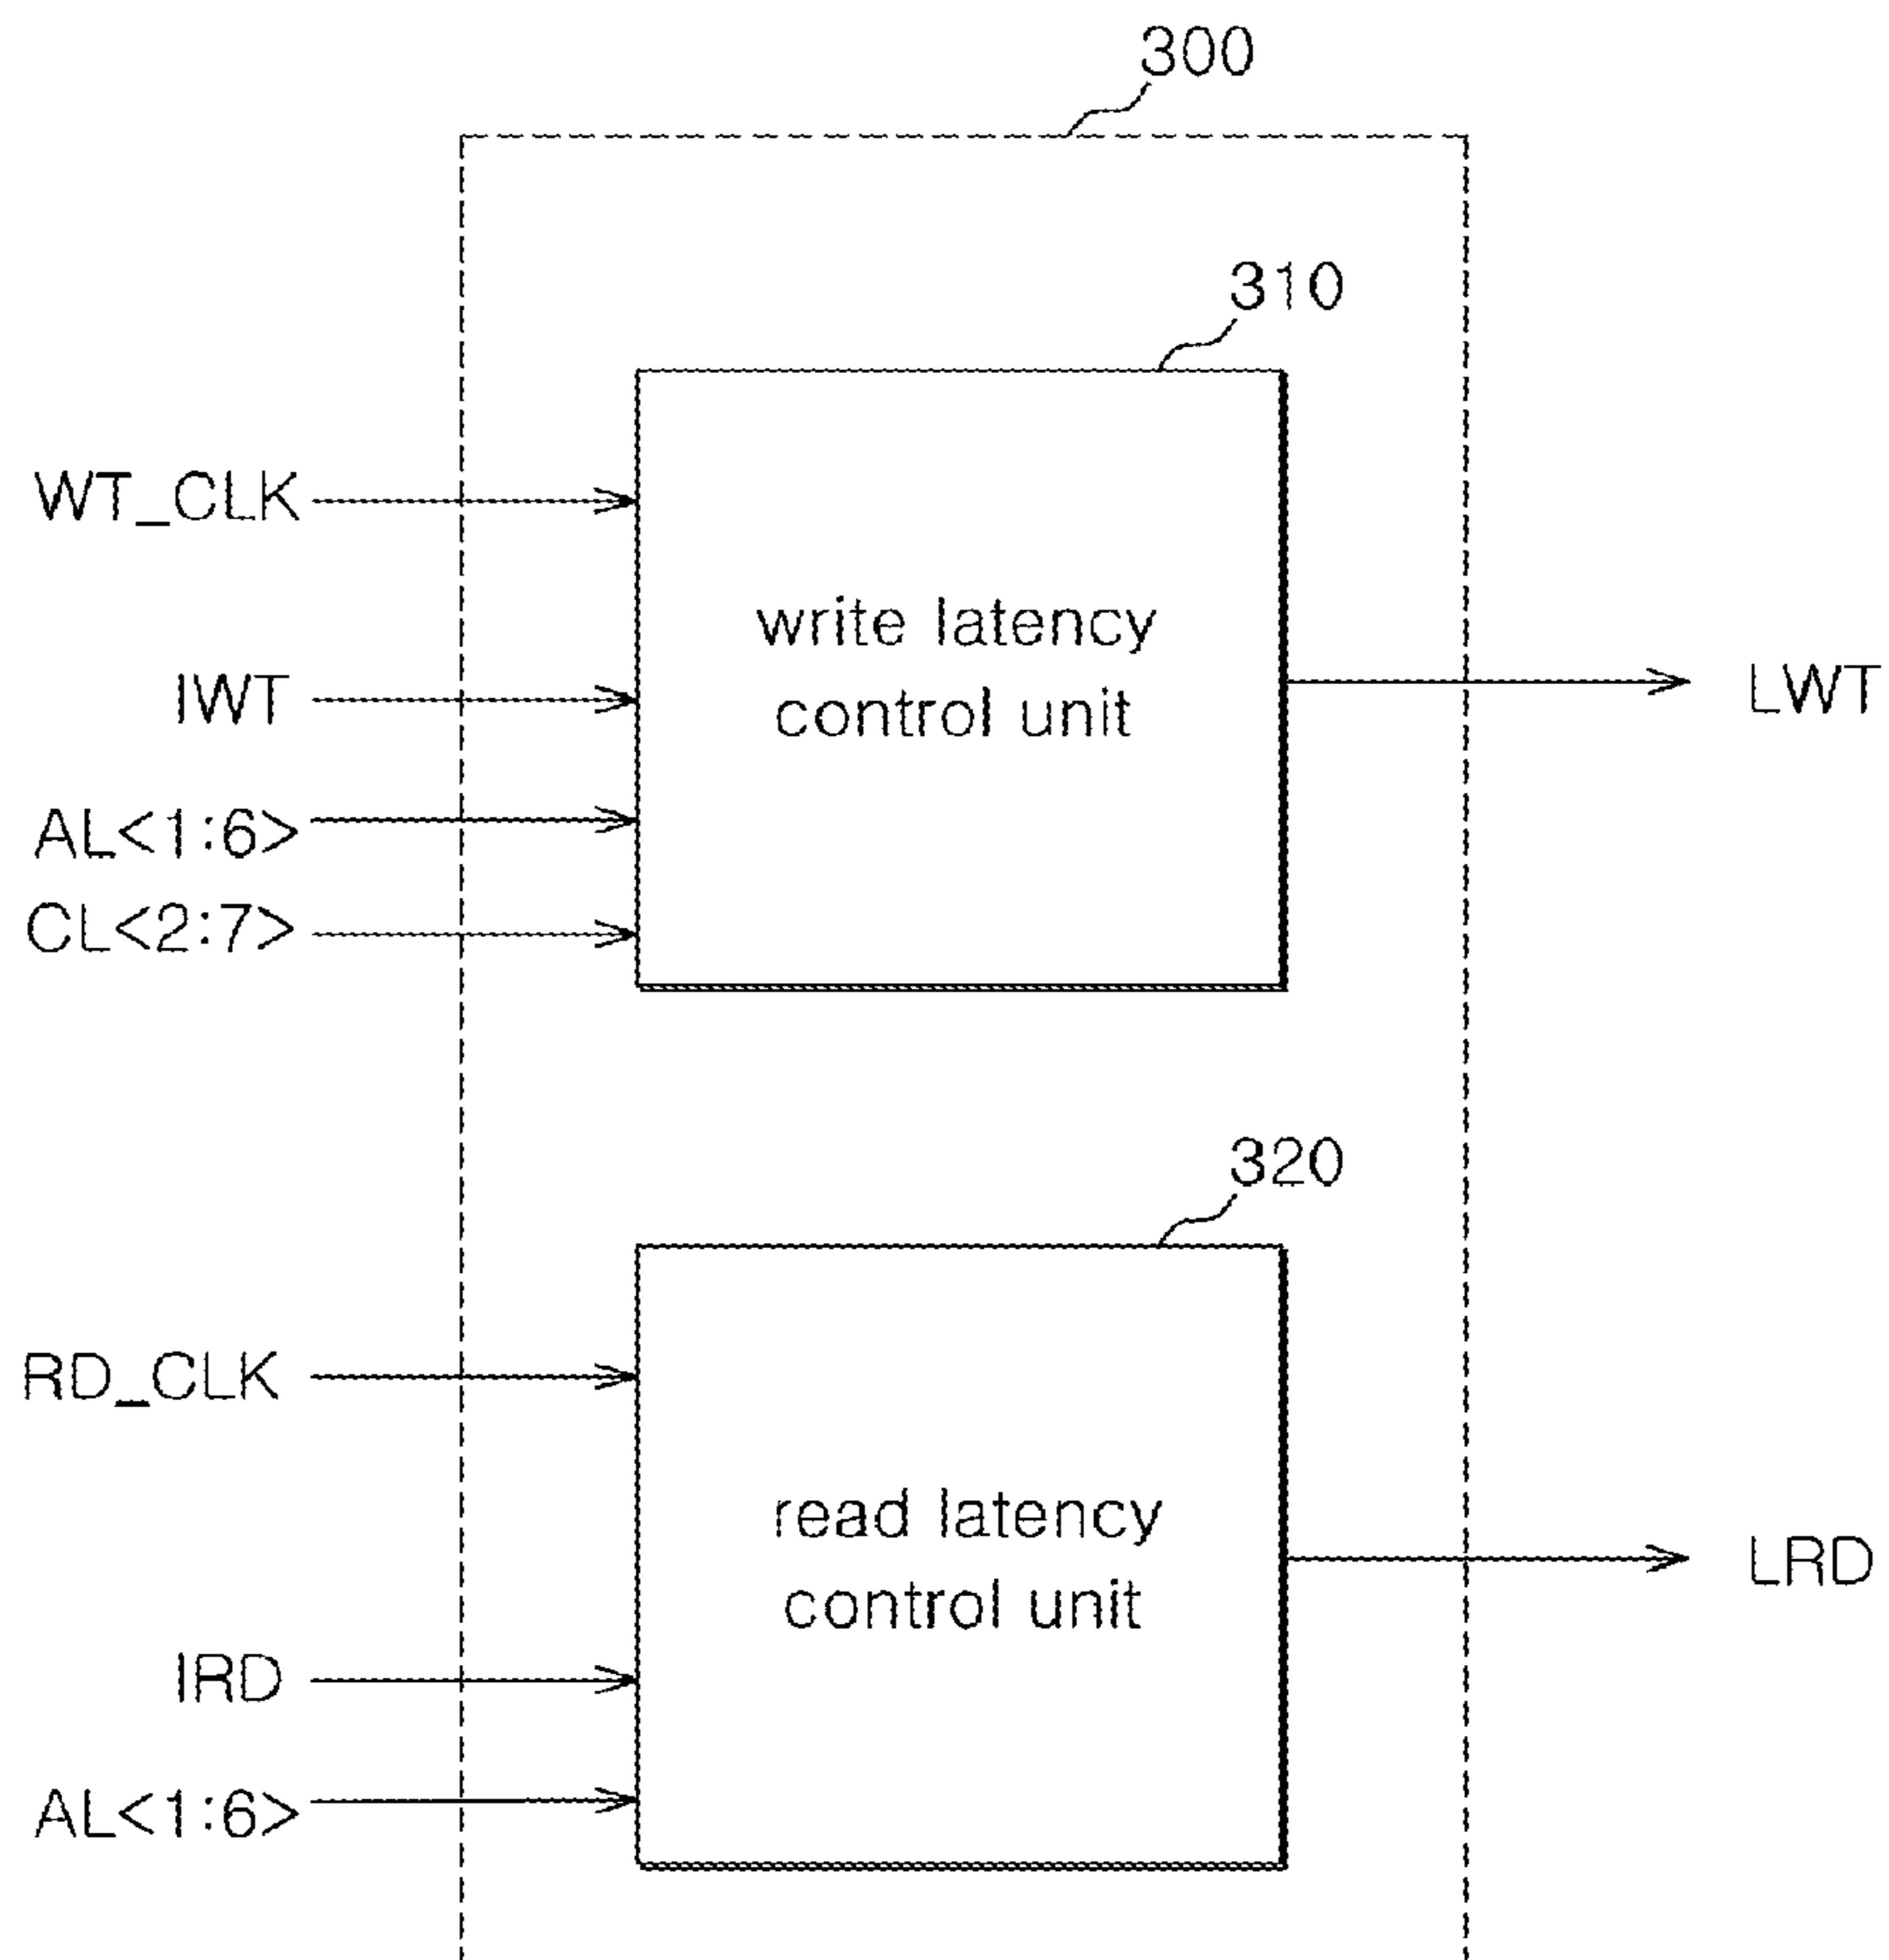 300
310
WT_CLK
write latency
control unit
IWT
LWT
AL<1:6>
CL<2:7>
320
RD_CLK
read latency
control unit
LRD
IRD
AL<1:6>